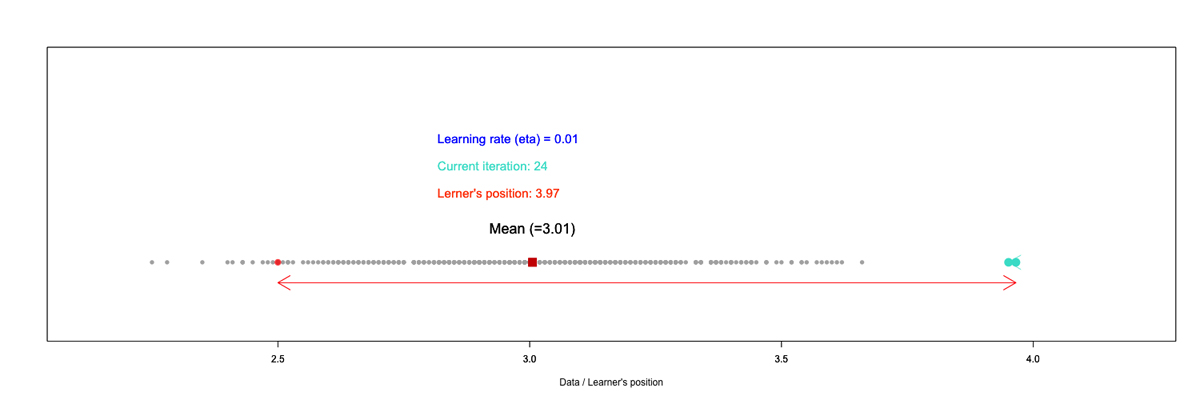 Learning rate (eta) = 0.01
Current iteration: 24
Lerner's position: 3.97
Mean (=3.01)
2.5 3.0 3.5 4.0
Data / Learner's position